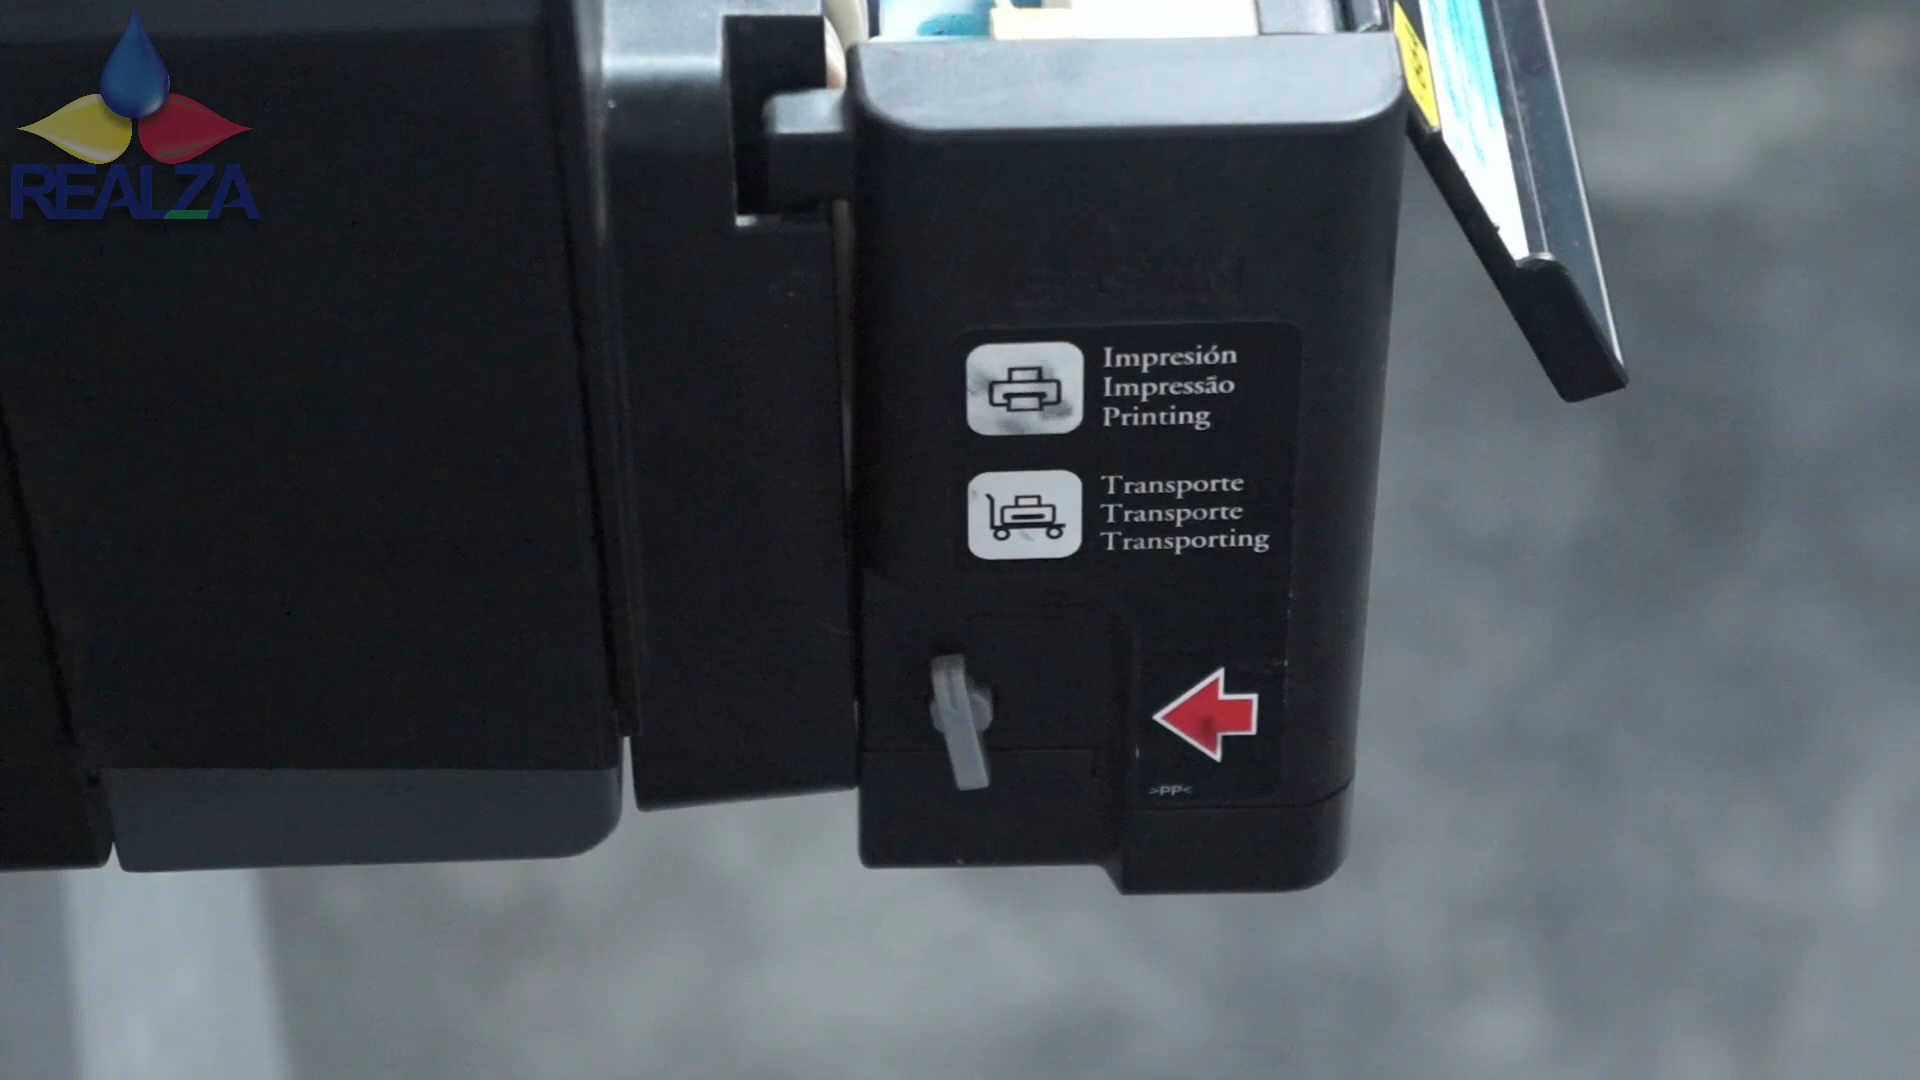 REALZA
Impresión
Impressão
Printing
Transporte
Transporte
Transporting
>PP<